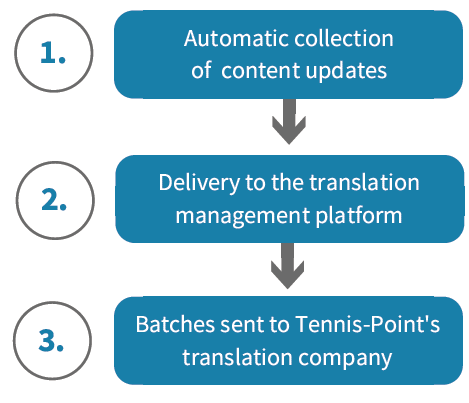 1.
Automatic collection
of content updates
2.
Delivery to the translation
management platform
3.
Batches sent to Tennis-Point's
translation company